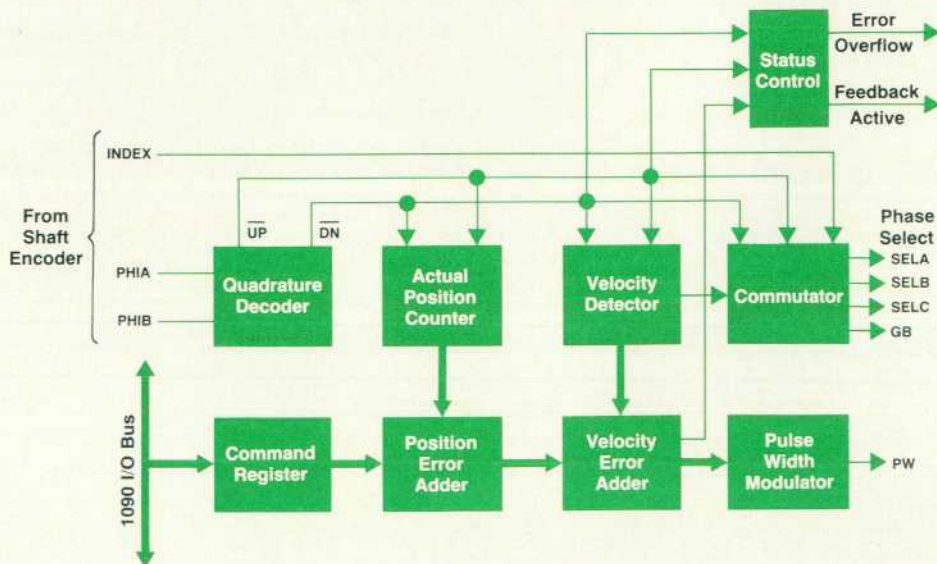 Error
Overflow
Status
Control
Feedback
Active
INDEX
From
Shaft
Encoder
UP
DN
Phase
Select
PHIA
PHIB
Quadrature
Decoder
Actual
Position
Counter
Velocity
Detector
Commutator
SELA
SELB
SELC
GB
1090 I/O Bus
Command
Register
Position
Error
Adder
Velocity
Error
Adder
Pulse
Width
Modulator
PW